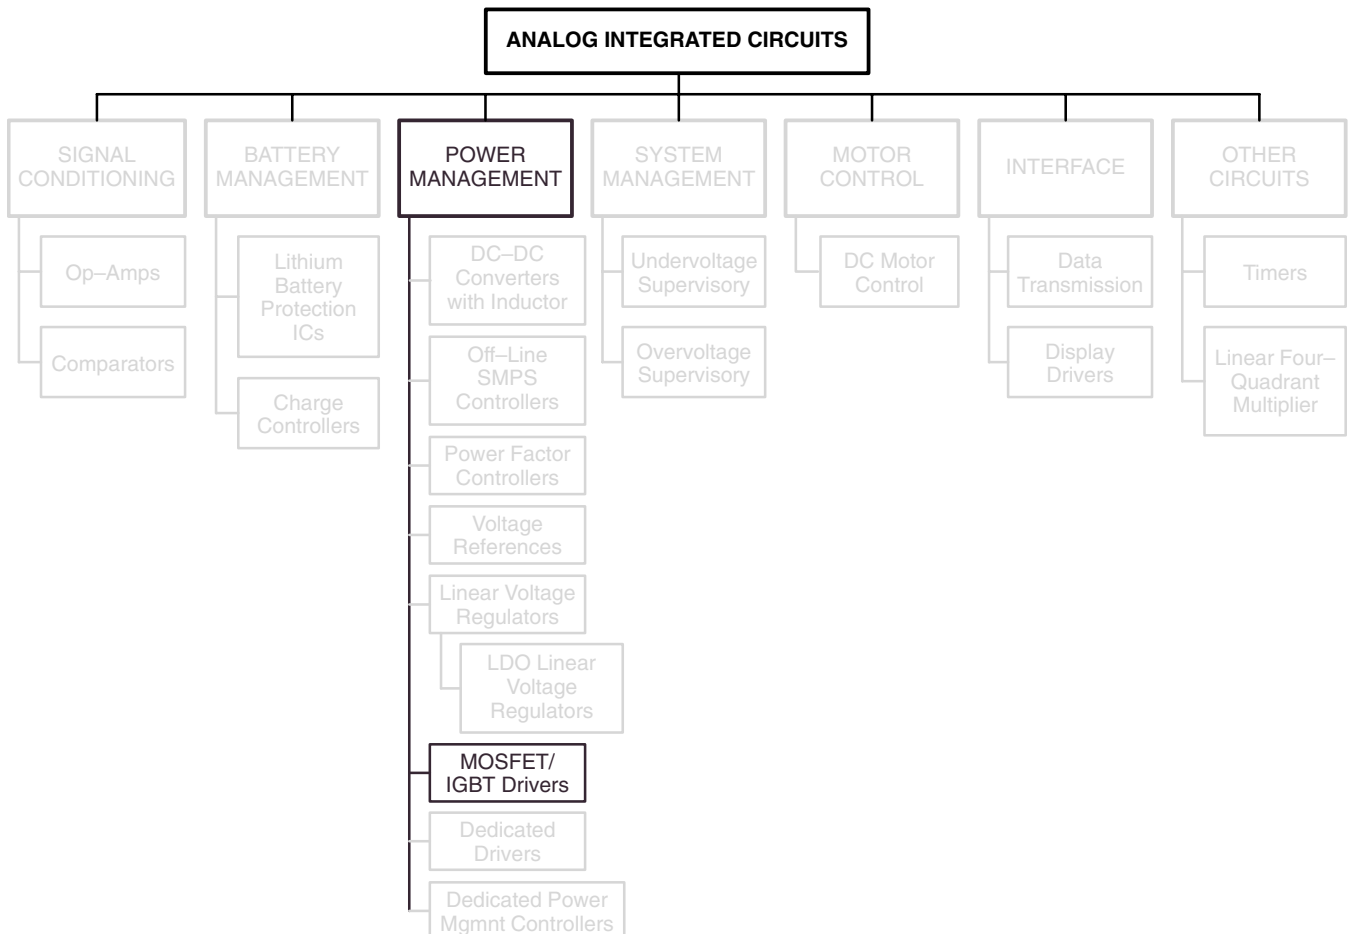 ANALOG INTEGRATED CIRCUITS
SIGNAL
CONDITIONING
Op–Amps
Comparators
BATTERY
MANAGEMENT
Lithium
Battery
Protection
ICs
Charge
Controllers
POWER
MANAGEMENT
DC–DC
Converters
with Inductor
Off–Line
SMPS
Controllers
Power Factor
Controllers
Voltage
References
Linear Voltage
Regulators
LDO Linear
Voltage
Regulators
MOSFET/
IGBT Drivers
Dedicated
Drivers
Dedicated Power
Mgmnt Controllers
SYSTEM
MANAGEMENT
Undervoltage
Supervisory
Overvoltage
Supervisory
MOTOR
CONTROL
DC Motor
Control
INTERFACE
Data
Transmission
Display
Drivers
OTHER
CIRCUITS
Timers
Linear Four–
Quadrant
Multiplier